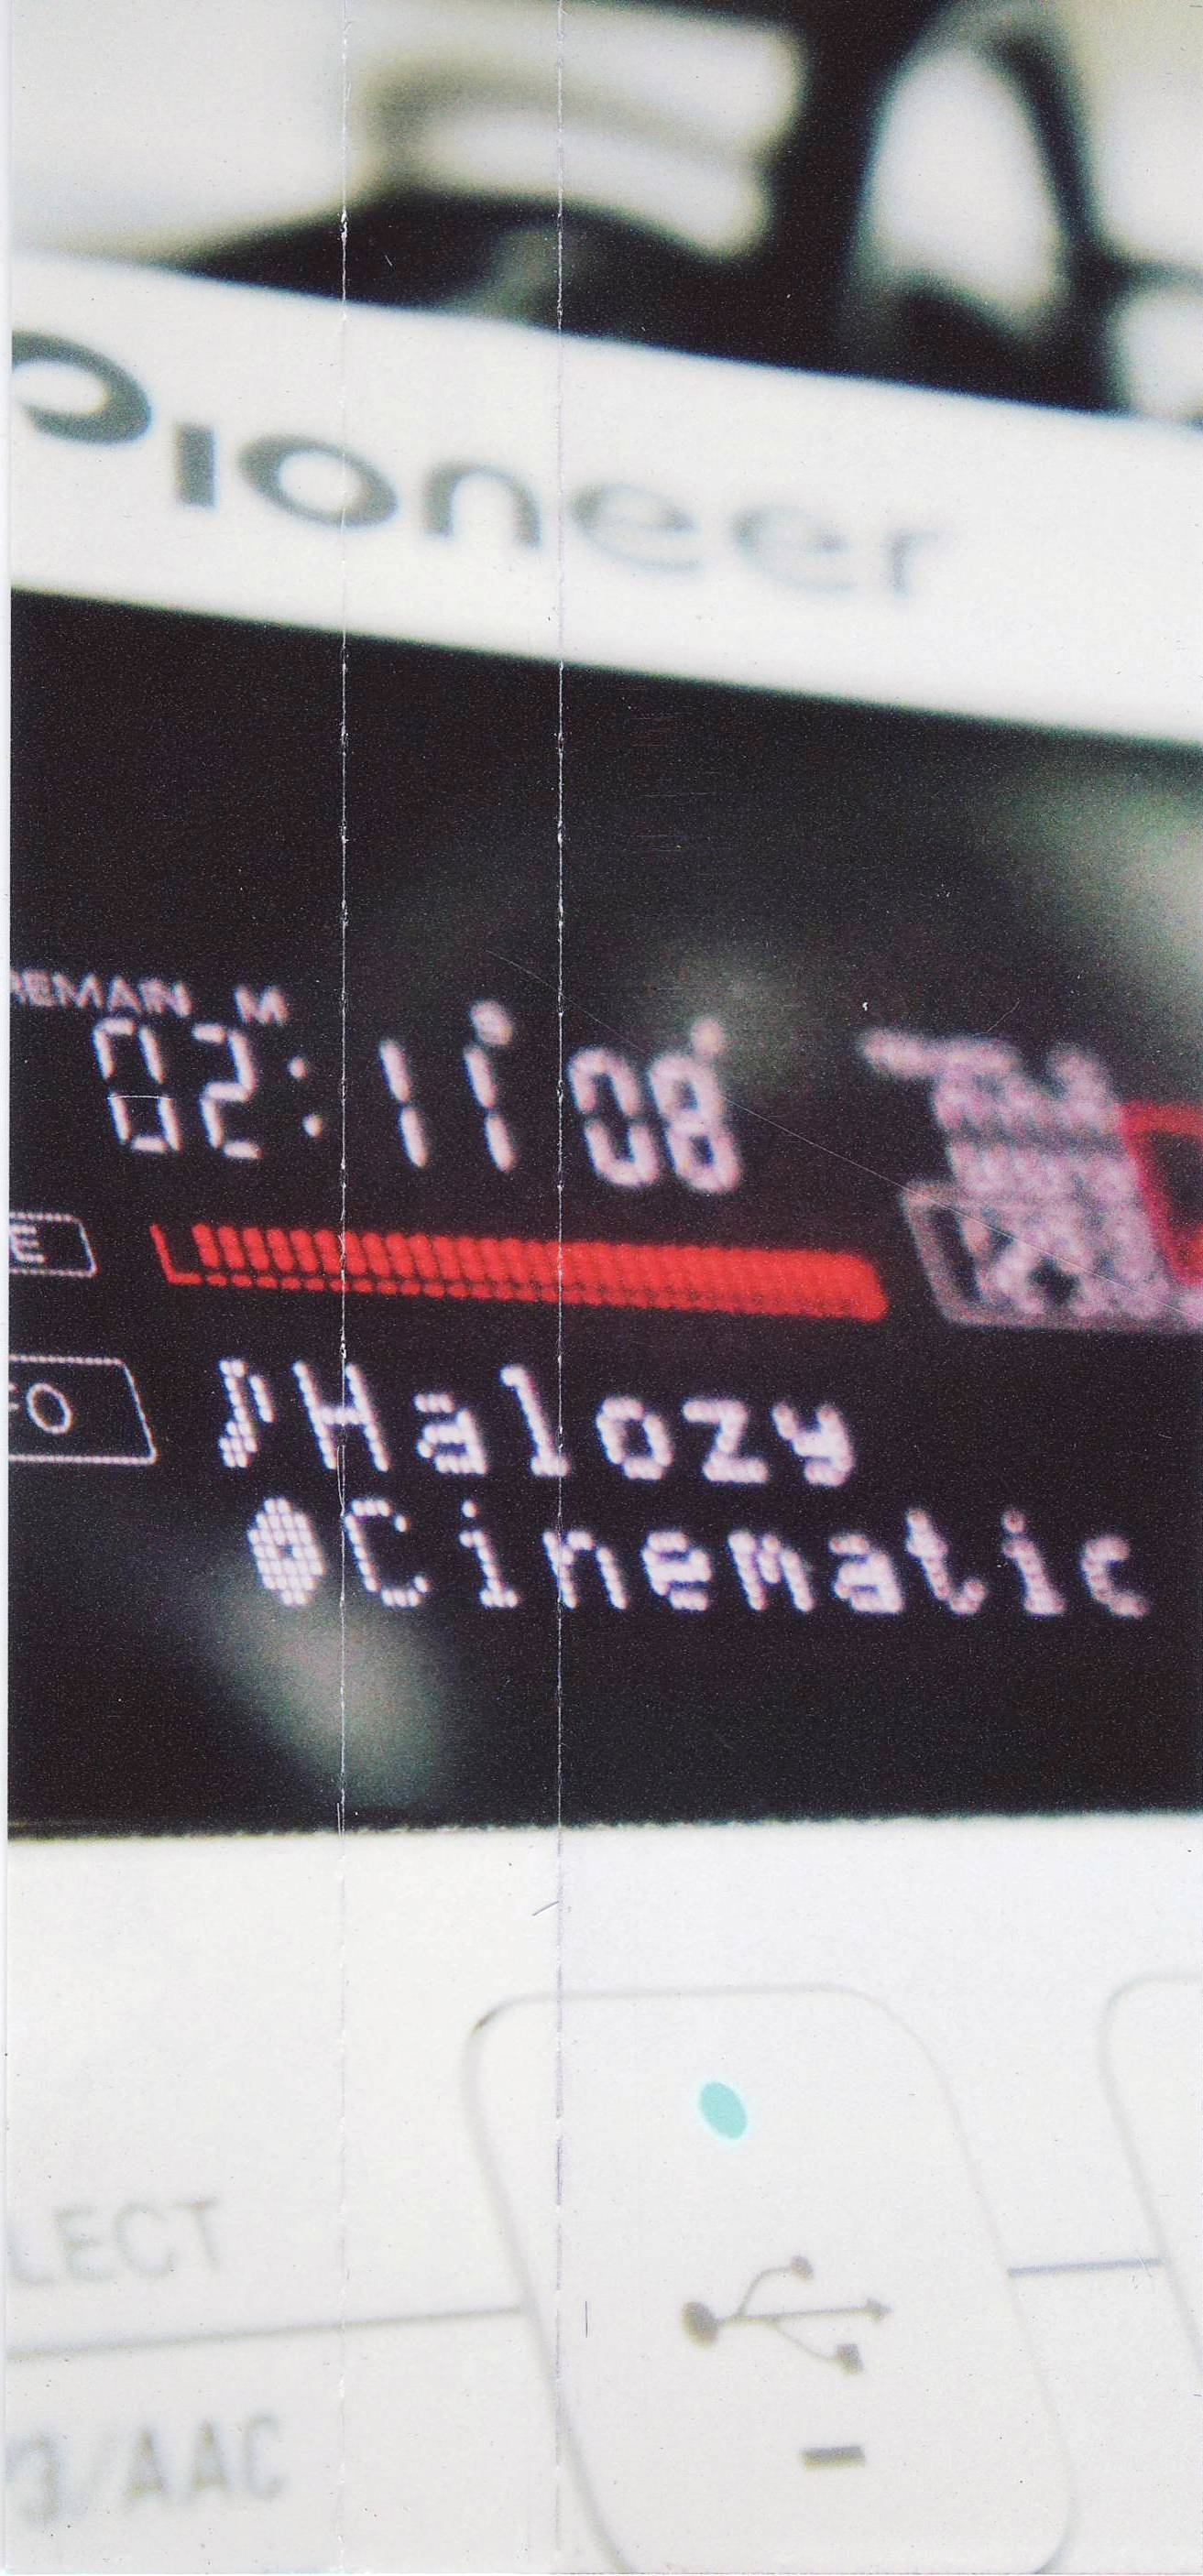 Pioneer
REMAIN M
02:11 08
E
FO
♪Halozy
Cinematic
LECT
3/AAC